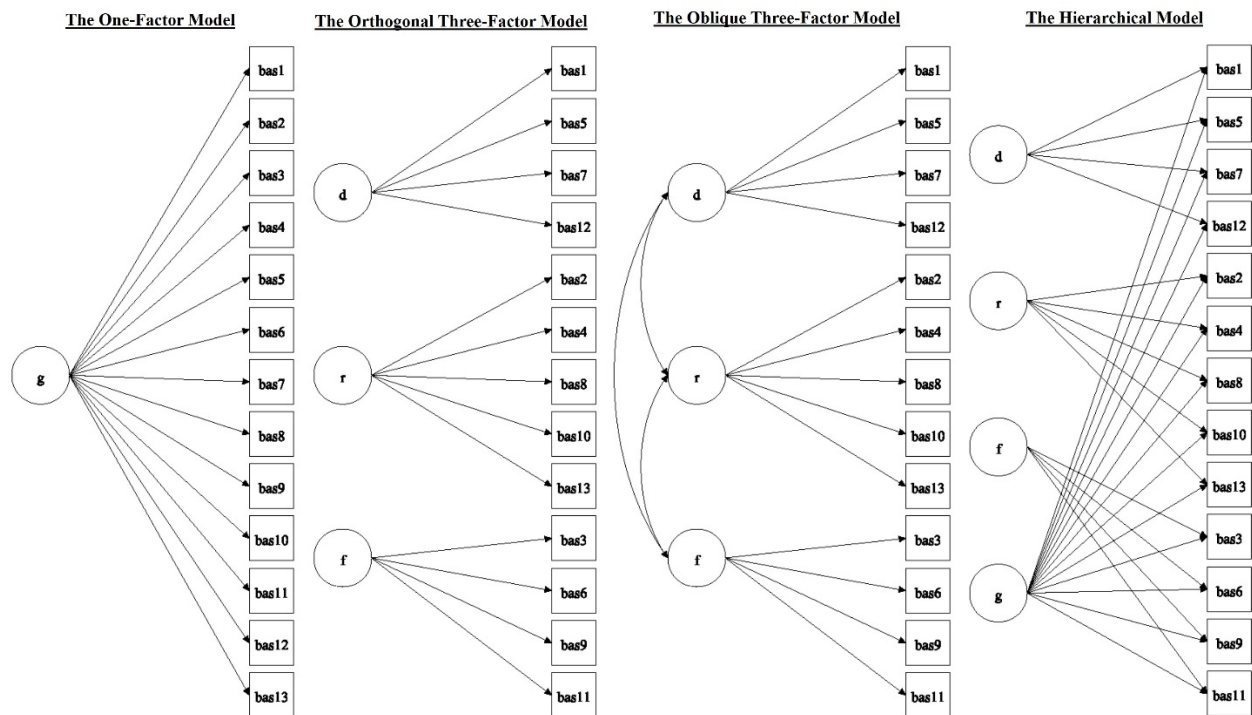 The One-Factor Model
g
bas1
bas2
bas3
bas4
bas5
bas6
bas7
bas8
bas9
bas10
bas11
bas12
bas13
The Orthogonal Three-Factor Model
d
r
f
bas1
bas5
bas7
bas12
bas2
bas4
bas8
bas10
bas13
bas3
bas6
bas9
bas11
The Oblique Three-Factor Model
d
r
f
bas1
bas5
bas7
bas12
bas2
bas4
bas8
bas10
bas13
bas3
bas6
bas9
bas11
The Hierarchical Model
d
r
f
g
bas1
bas5
bas7
bas12
bas2
bas4
bas8
bas10
bas13
bas3
bas6
bas9
bas11